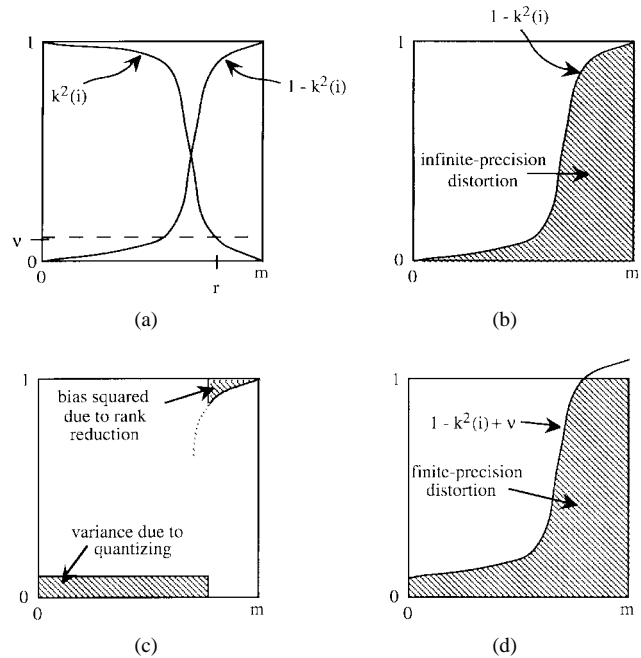 1
k²(i)
1 - k²(i)
ν
0
0
r
m
(a)
1 - k²(i)
1
infinite-precision
distortion
0
0
m
(b)
1
bias squared
due to rank
reduction
variance due to
quantizing
0
0
m
(c)
1
1 - k²(i) + ν
finite-precision
distortion
0
0
m
(d)